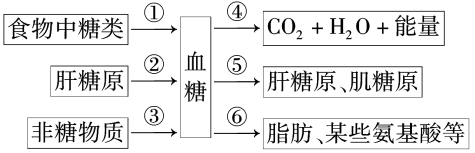 食物中糖类 ① 血糖 ④ CO₂ + H₂O + 能量
肝糖原 ② ⑤ 肝糖原、肌糖原
非糖物质 ③ ⑥ 脂肪、某些氨基酸等